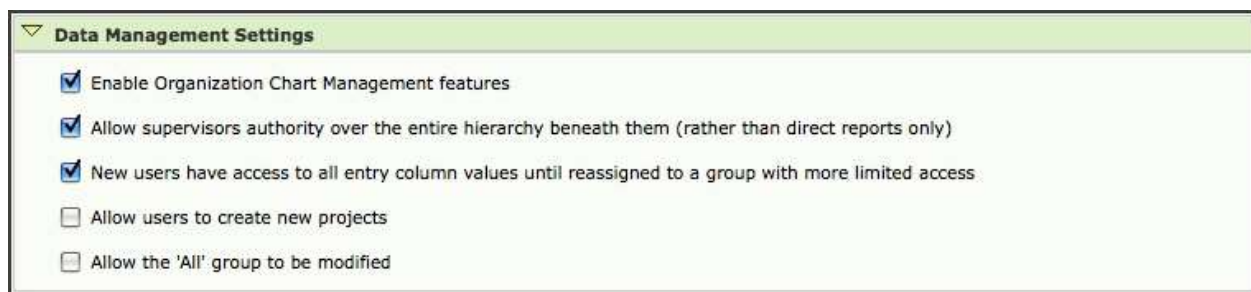 Data Management Settings
Enable Organization Chart Management features
Allow supervisors authority over the entire hierarchy beneath them (rather than direct reports only)
New users have access to all entry column values until reassigned to a group with more limited access
Allow users to create new projects
Allow the 'All' group to be modified